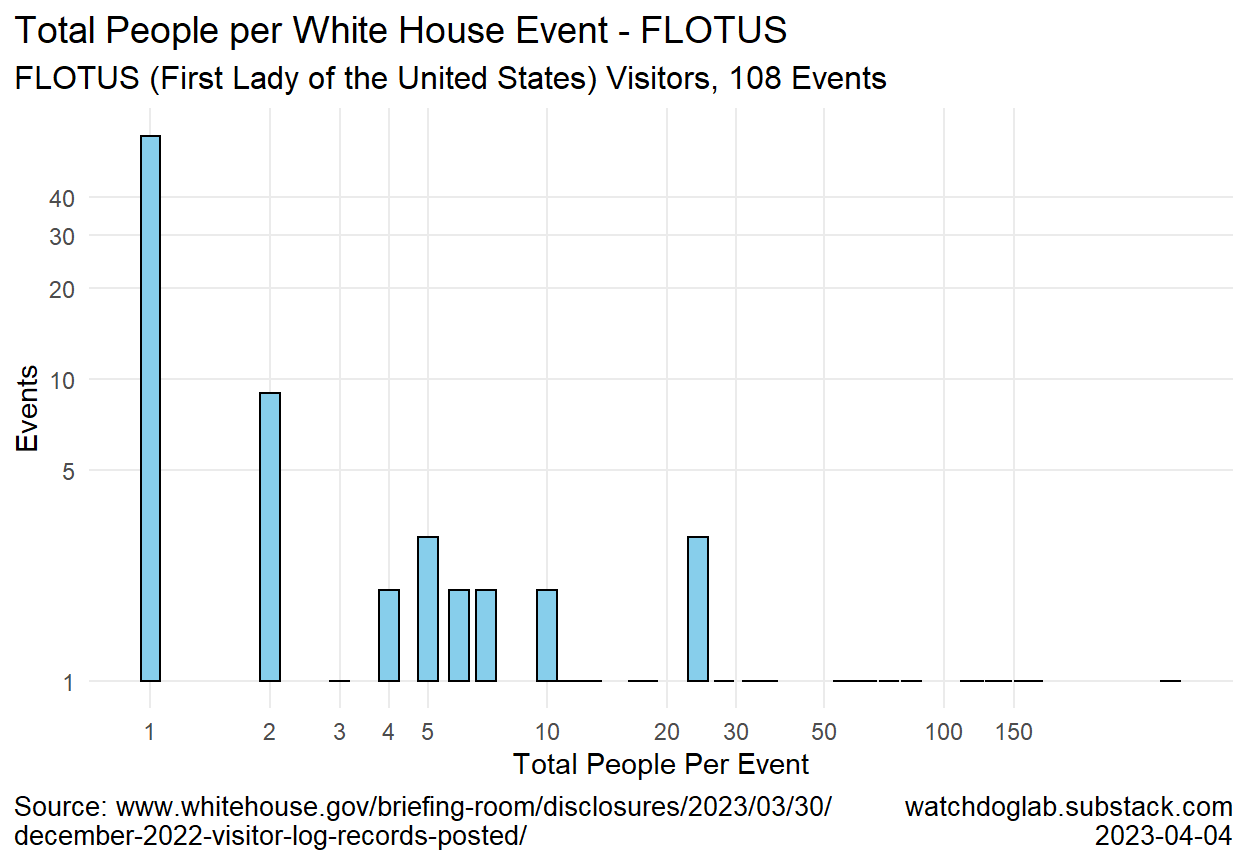 Total People per White House Event - FLOTUS
FLOTUS (First Lady of the United States) Visitors, 108 Events
40
30
20
10
5
1
Events
1 2 3 4 5 10 20 30 50 100 150
Total People Per Event
Source: www.whitehouse.gov/briefing-room/disclosures/2023/03/30/
december-2022-visitor-log-records-posted/
watchdoglab.substack.com
2023-04-04